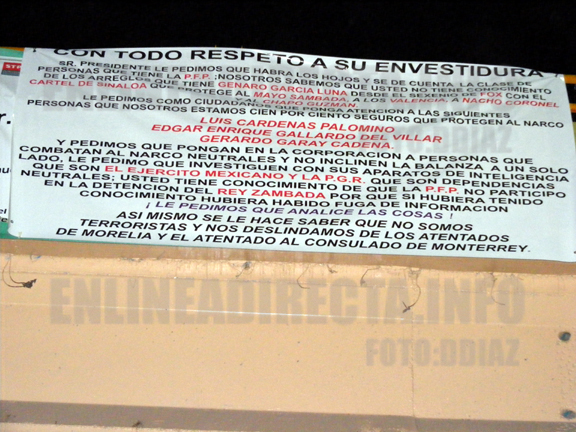 CON TODO RESPETO A SU ENVESTIDURA
SR. PRESIDENTE LE PEDIMOS QUE HABRA LOS HOJOS Y SE DE CUENTA, LA CLASE DE
PERSONAS QUE TIENE LA P.F.P. ;NOSOTROS SABEMOS QUE USTED NO TIENE CONOCIMIENTO
DE LOS ARREGLOS QUE TIENE GENARO GARCIA LUNA DESDE EL SEXENIO DE FOX CON EL
CARTEL DE SINALOA QUE PROTEGE AL MAYO SAMBADA, A LOS VALENCIA, A NACHO CORONEL
CHAPO GUZMAN.
LE PEDIMOS COMO CIUDADANOS QUE PONGA ATENCION A LAS SIGUIENTES
PERSONAS QUE NOSOTROS ESTAMOS CIEN POR CIENTO SEGUROS QUE PROTEGEN AL NARCO
LUIS CARDENAS PALOMINO
EDGAR ENRIQUE GALLARDO DEL VILLAR
GERARDO GARAY CADENA.
Y PEDIMOS QUE PONGAN EN LA CORPORACION A PERSONAS QUE
COMBATAN AL NARCO NEUTRALES Y NO INCLINEN LA BALANZA A UN SOLO
LADO, LE PEDIMO QUE INVESTIGUEN CON SUS APARATOS DE INTELIGENCIA
QUE SON EL EJERCITO MEXICANO Y LA P.G.R. QUE SON DEPENDENCIAS
NEUTRALES; USTED TIENE CONOCIMIENTO DE QUE LA P.F.P. NO PARTICIPO
EN LA DETENCION DEL REY ZAMBADA POR QUE SI HUBIERA TENIDO
CONOCIMIENTO HUBIERA HABIDO FUGA DE INFORMACION
¡ LE PEDIMOS QUE ANALICE LAS COSAS !
ASI MISMO SE LE HACE SABER QUE NO SOMOS
TERRORISTAS Y NOS DESLINDAMOS DE LOS ATENTADOS
DE MORELIA Y EL ATENTADO AL CONSULADO DE MONTERREY.
ENLINEADIRECTA.INFO
FOTO:DDIAZ